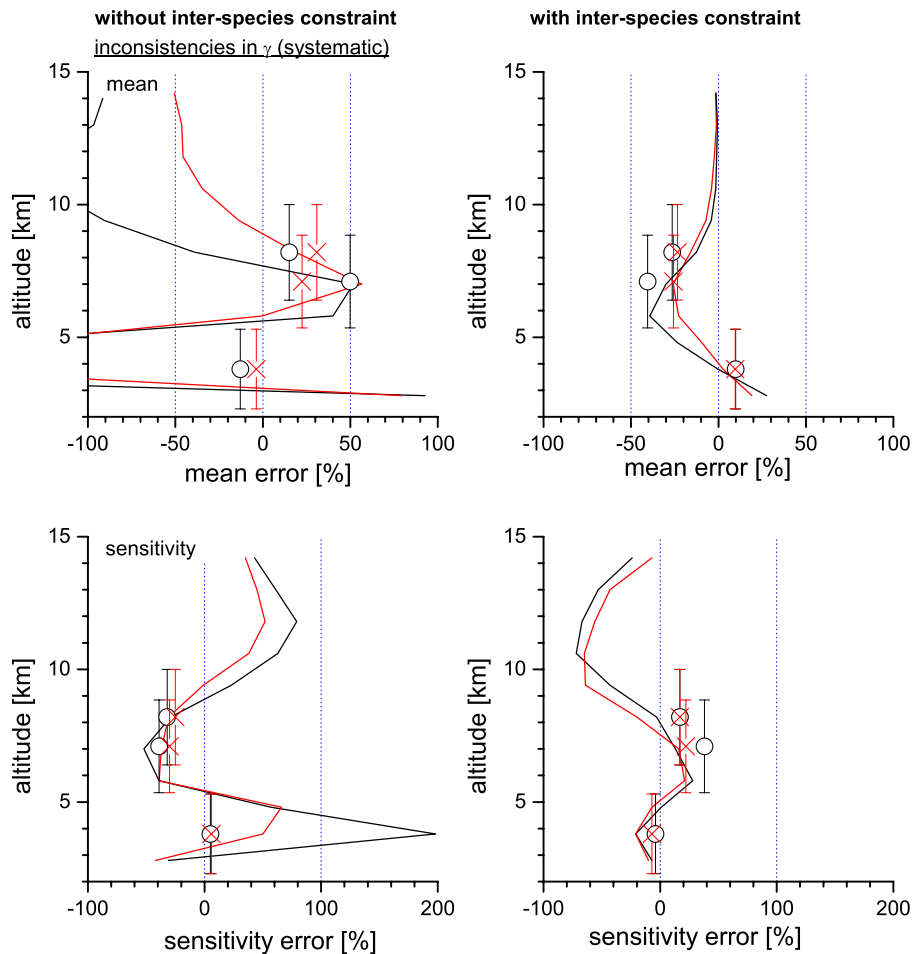 without inter-species constraint
with inter-species constraint
inconsistencies in γ (systematic)
15
mean
10
5
altitude [km]
-100 -50 0 50 100
mean error [%]
15
10
5
altitude [km]
-100 -50 0 50 100
mean error [%]
15
sensitivity
10
5
altitude [km]
-100 0 100 200
sensitivity error [%]
15
10
5
altitude [km]
-100 0 100 200
sensitivity error [%]